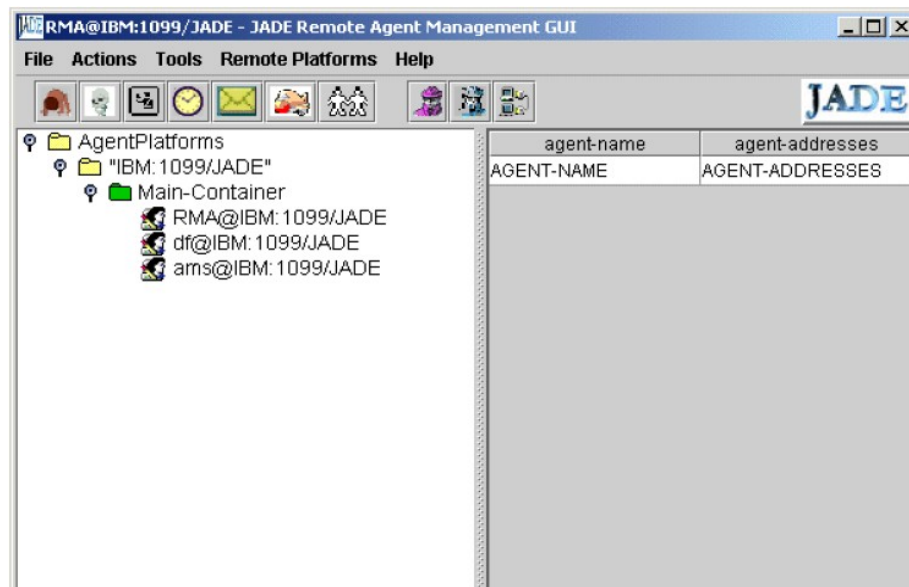 RMA@IBM:1099/JADE - JADE Remote Agent Management GUI
File Actions Tools Remote Platforms Help
JADE
AgentPlatforms
"IBM:1099/JADE"
Main-Container
RMA@IBM:1099/JADE
df@IBM:1099/JADE
ams@IBM:1099/JADE
agent-name agent-addresses
AGENT-NAME AGENT-ADDRESSES